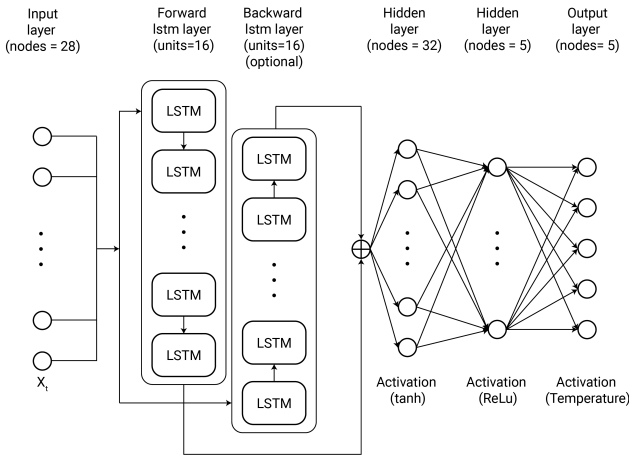 Input
layer
(nodes = 28)
Forward
lstm layer
(units=16)
Backward
lstm layer
(units=16)
(optional)
Hidden
layer
(nodes = 32)
Hidden
layer
(nodes = 5)
Output
layer
(nodes= 5)
LSTM
LSTM
LSTM
LSTM
LSTM
LSTM
LSTM
LSTM
Xt
Activation
(tanh)
Activation
(ReLu)
Activation
(Temperature)